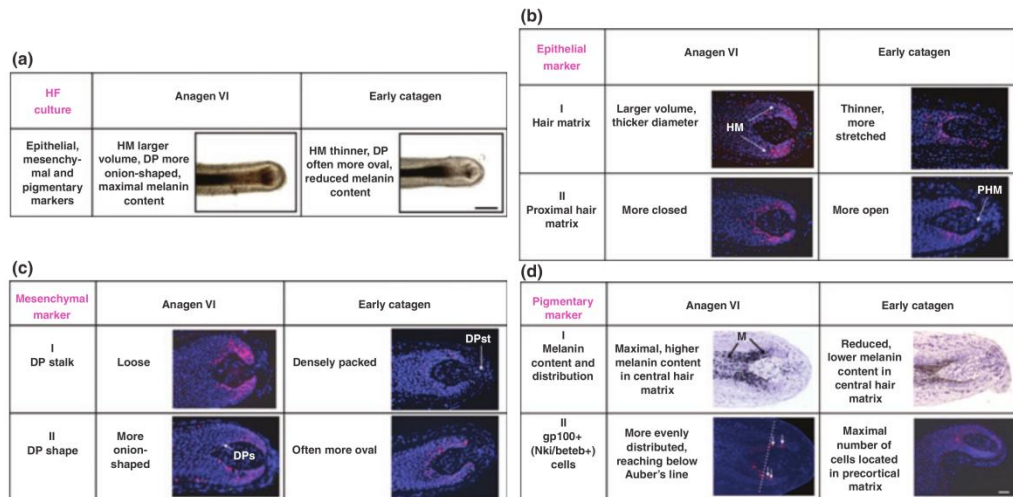 (a)
HF
culture
Anagen VI
Early catagen
Epithelial,
mesenchy-
mal and
pigmentary
markers
HM larger
volume, DP more
onion-shaped,
maximal melanin
content
HM thinner, DP
often more oval,
reduced melanin
content
(b)
Epithelial
marker
Anagen VI
Early catagen
I
Hair matrix
Larger volume,
thicker diameter
HM
Thinner,
more
stretched
II
Proximal hair
matrix
More closed
More open
PHM
(c)
Mesenchymal
marker
Anagen VI
Early catagen
I
DP stalk
Loose
Densely packed
DPst
II
DP shape
More
onion-
shaped
DPs
Often more oval
(d)
Pigmentary
marker
Anagen VI
Early catagen
I
Melanin
content and
distribution
Maximal, higher
melanin content
in central hair
matrix
M
Reduced,
lower melanin
content in
central hair
matrix
II
gp100+
(Nki/beteb+)
cells
More evenly
distributed,
reaching below
Auber's line
Maximal
number of
cells located
in precortical
matrix